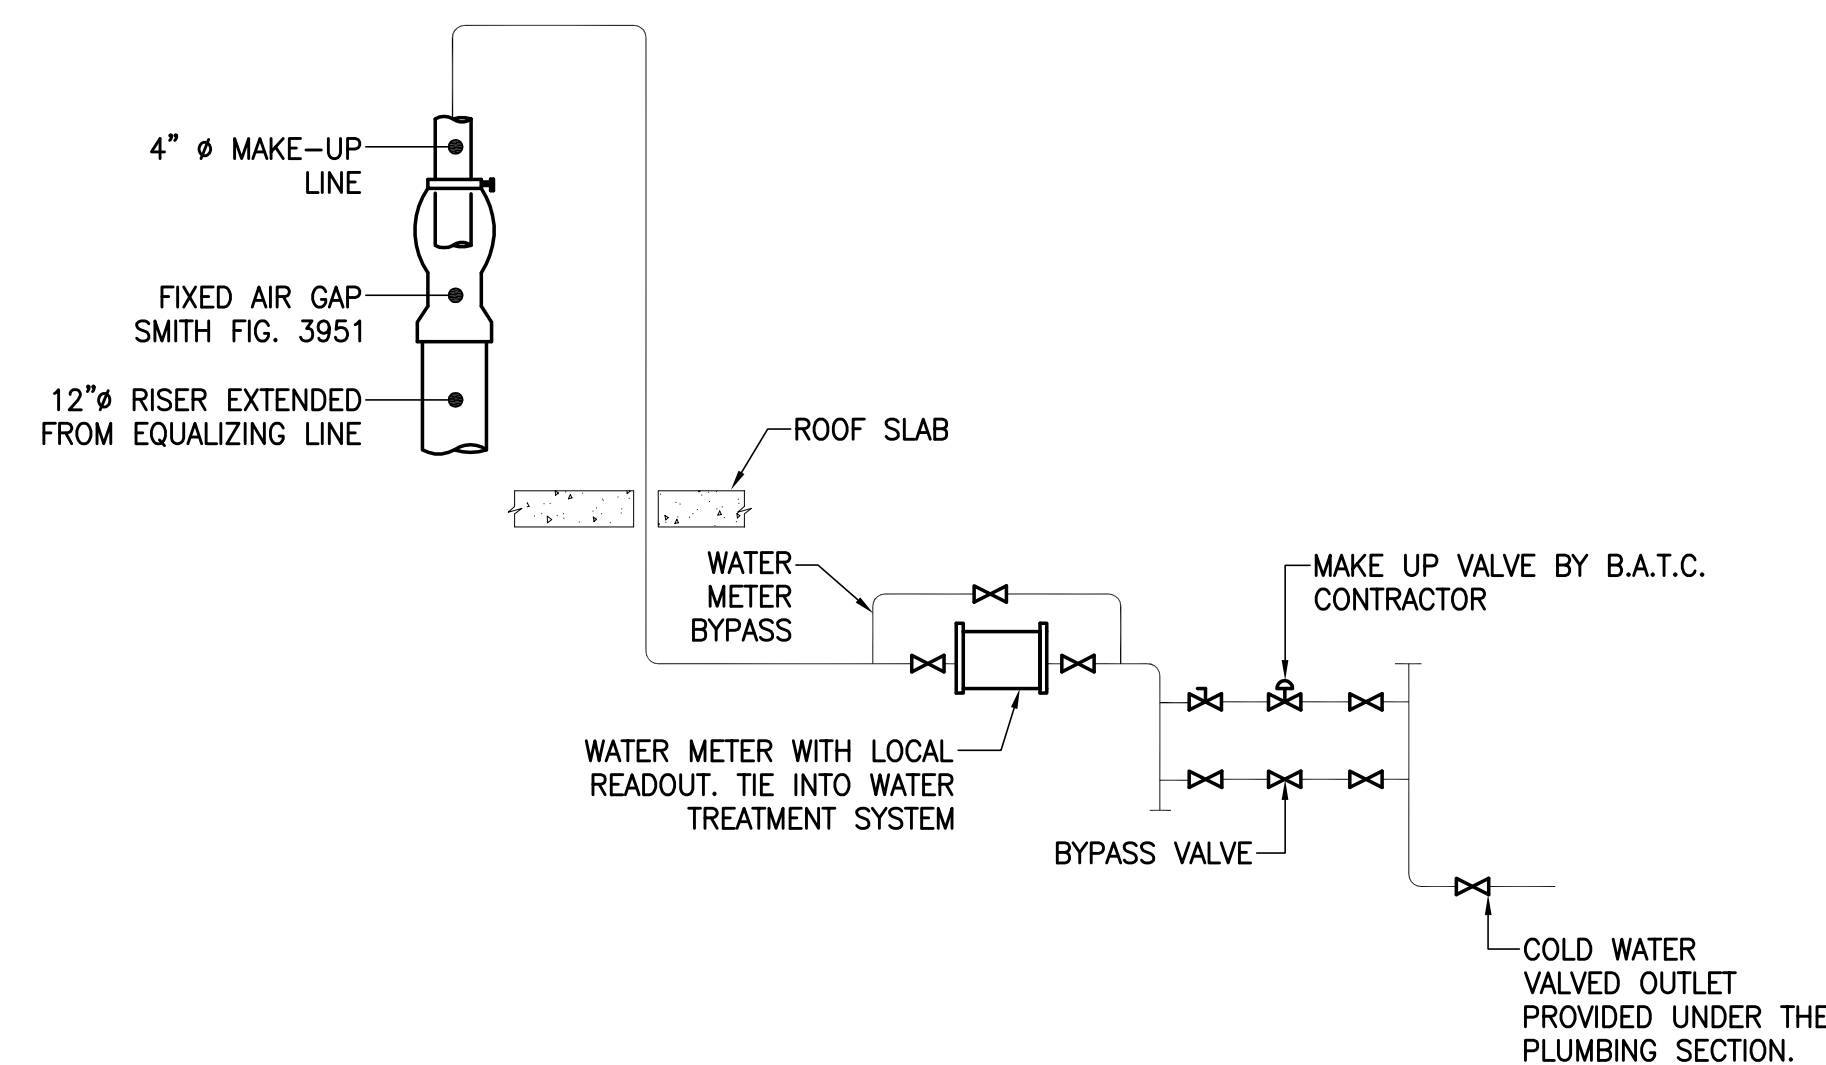 4" ø MAKE-UP
LINE
FIXED AIR GAP
SMITH FIG. 3951
12"ø RISER EXTENDED
FROM EQUALIZING LINE
ROOF SLAB
WATER
METER
BYPASS
MAKE UP VALVE BY B.A.T.C.
CONTRACTOR
WATER METER WITH LOCAL
READOUT. TIE INTO WATER
TREATMENT SYSTEM
BYPASS VALVE
COLD WATER
VALVED OUTLET
PROVIDED UNDER THE
PLUMBING SECTION.